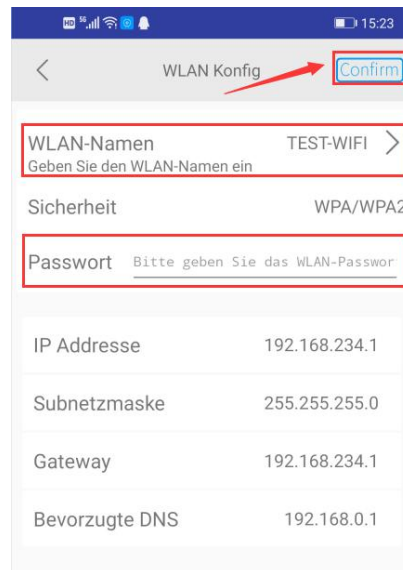 HD 5G 15:23
WLAN Konfig Confirm
WLAN-Namen TEST-WIFI
Geben Sie den WLAN-Namen ein
Sicherheit WPA/WPA2
Passwort Bitte geben Sie das WLAN-Passwor
IP Addresse 192.168.234.1
Subnetzmaske 255.255.255.0
Gateway 192.168.234.1
Bevorzugte DNS 192.168.0.1